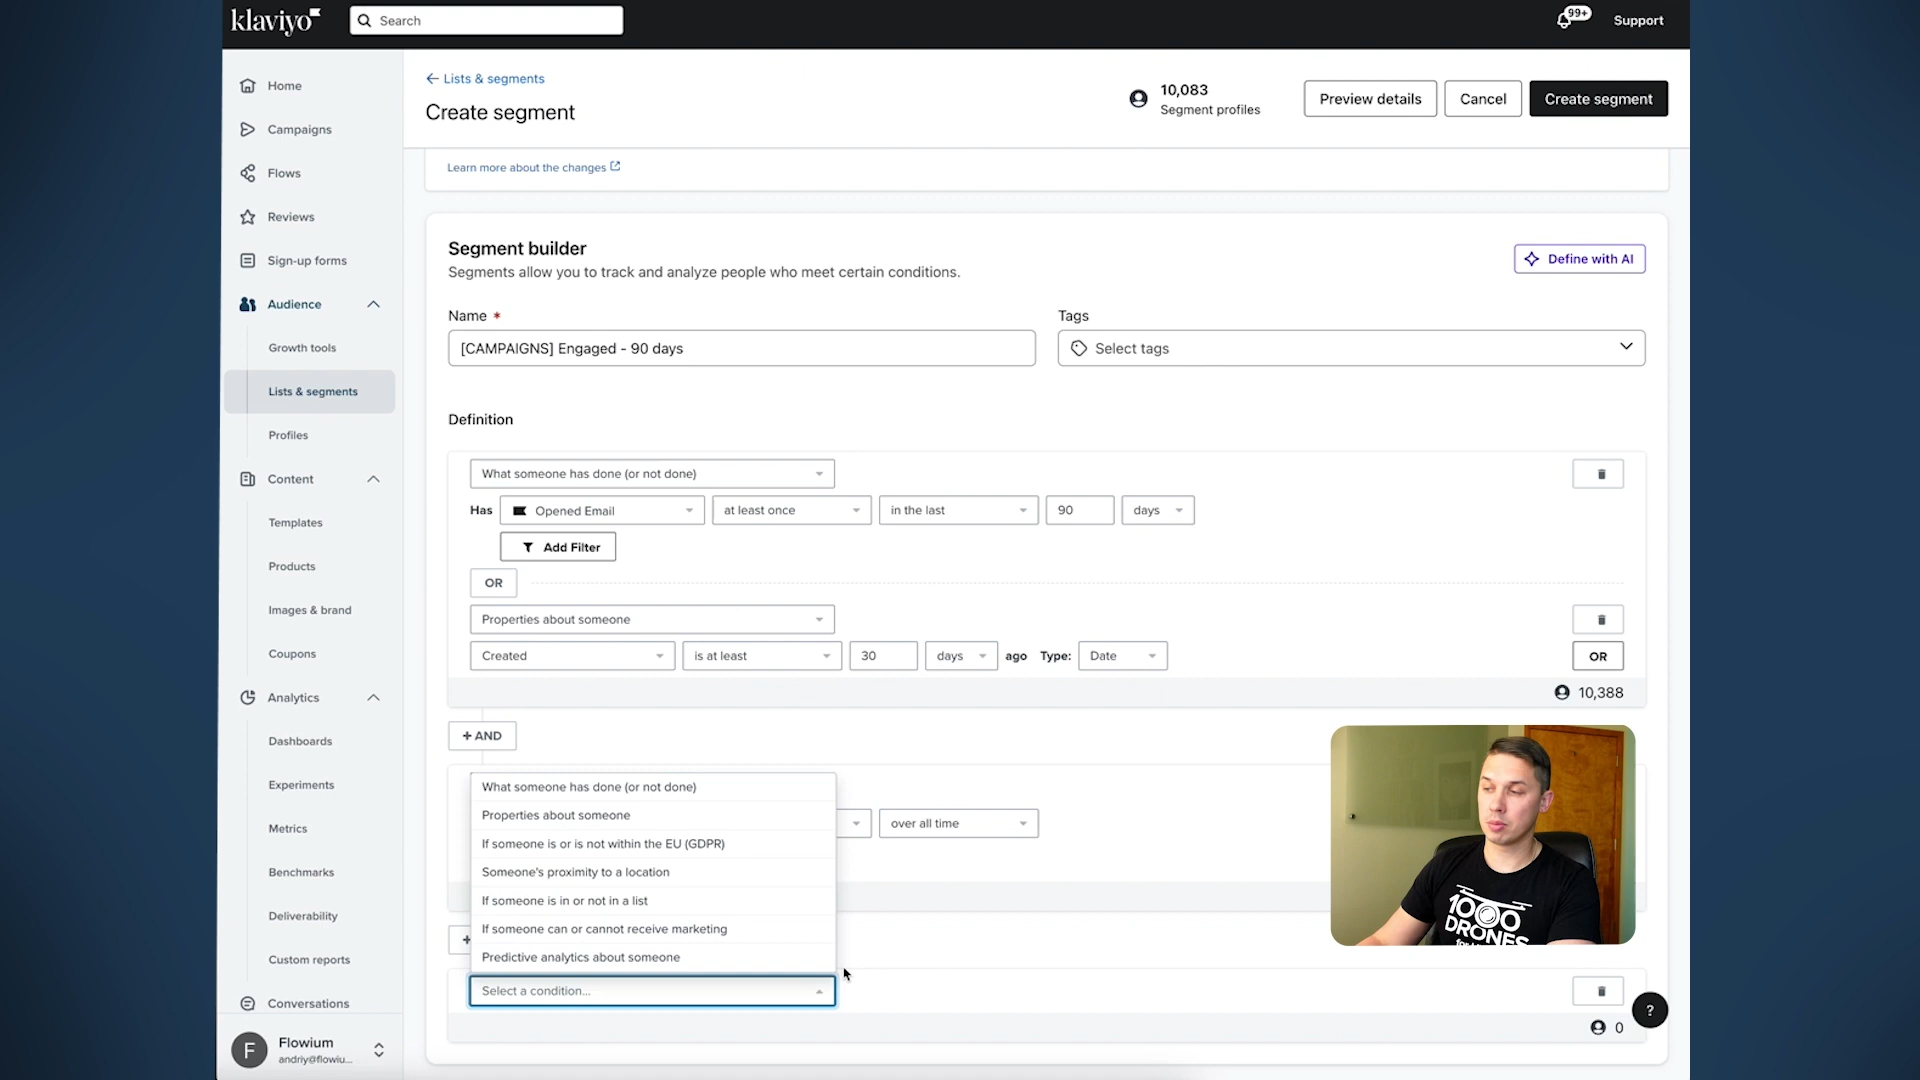 klaviyo
Search
99+
Support
Home
Campaigns
Flows
Reviews
Sign-up forms
Audience
Growth tools
Lists & segments
Profiles
Content
Templates
Products
Images & brand
Coupons
Analytics
Dashboards
Experiments
Metrics
Benchmarks
Deliverability
Custom reports
Conversations
F
Flowium
andriy@flowiu...
Lists & segments
Create segment
10,083
Segment profiles
Preview details
Cancel
Create segment
Learn more about the changes
Segment builder
Segments allow you to track and analyze people who meet certain conditions.
Define with AI
Name *
[CAMPAIGNS] Engaged - 90 days
Tags
Select tags
Definition
What someone has done (or not done)
Has Opened Email at least once in the last 90 days
Add Filter
OR
Properties about someone
Created is at least 30 days ago Type: Date
OR
10,388
+ AND
What someone has done (or not done)
Properties about someone
over all time
If someone is or is not within the EU (GDPR)
Someone's proximity to a location
If someone is in or not in a list
If someone can or cannot receive marketing
+
Predictive analytics about someone
Select a condition...
0
?
1000
DRONES